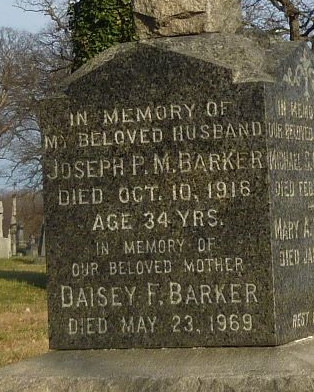 IN MEMORY OF
MY BELOVED HUSBAND
JOSEPH P. M. BARKER
DIED OCT. 10, 1918
AGE 34 YRS.
IN MEMORY OF
OUR BELOVED MOTHER
DAISEY F. BARKER
DIED MAY 23, 1969
IN
OUR BELOVED
MICHAEL
DIED FEB
MARY A.
DIED JA
REST